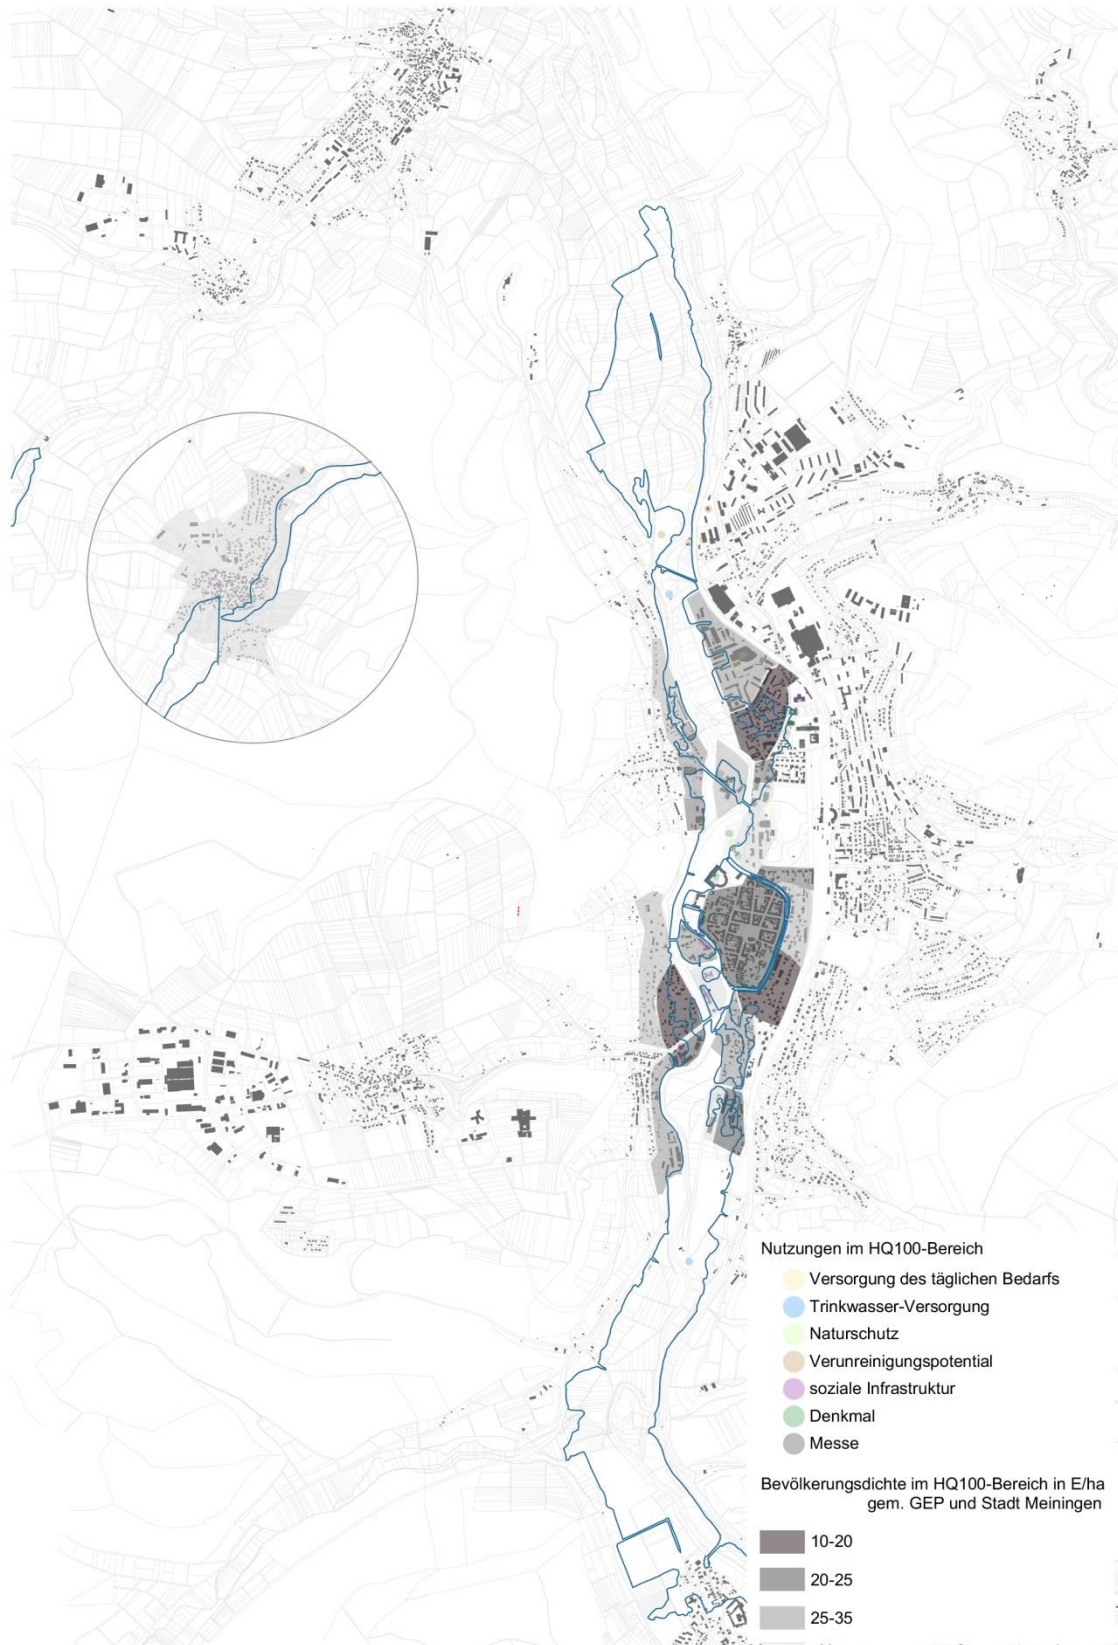 Nutzungen im HQ100-Bereich
Versorgung des täglichen Bedarfs
Trinkwasser-Versorgung
Naturschutz
Verunreinigungspotential
soziale Infrastruktur
Denkmal
Messe
Bevölkerungsdichte im HQ100-Bereich in E/ha
gem. GEP und Stadt Meiningen
10-20
20-25
25-35